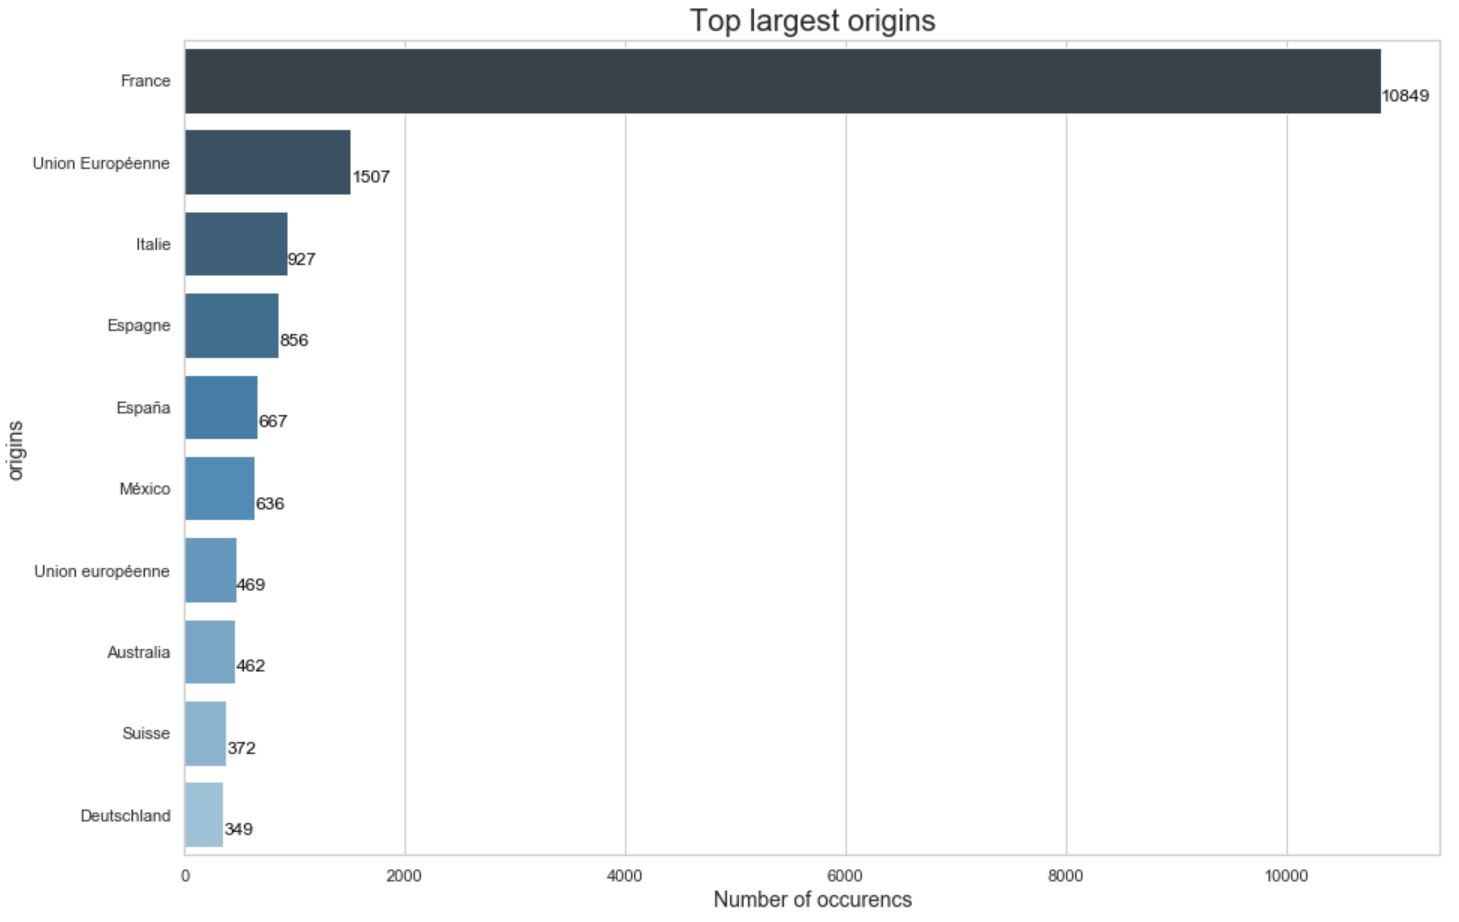 Top largest origins
France
10849
Union Européenne
1507
Italie
927
Espagne
856
España
667
México
636
Union européenne
469
Australia
462
Suisse
372
Deutschland
349
origins
0 2000 4000 6000 8000 10000
Number of occurencs